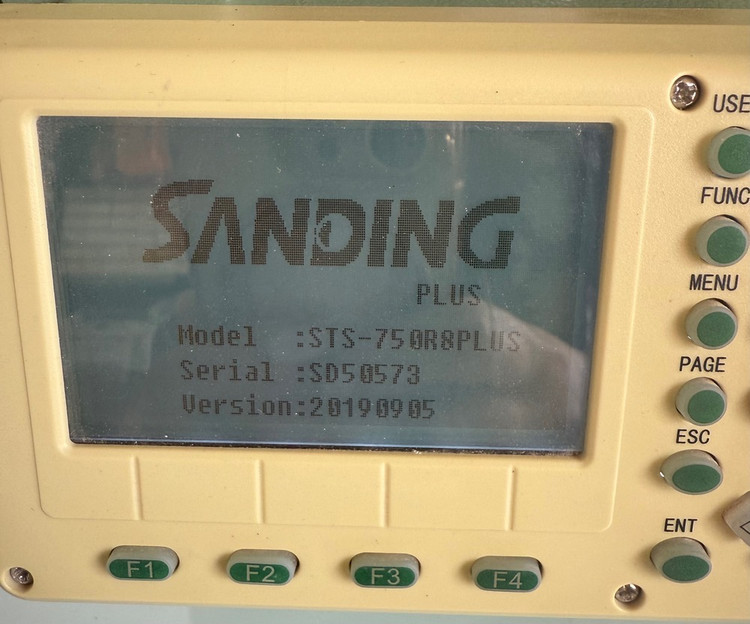 SANDING
PLUS
Model :STS-750R8PLUS
Serial :SD50573
Version:20190905
USE
FUNC
MENU
PAGE
ESC
ENT
F1 F2 F3 F4